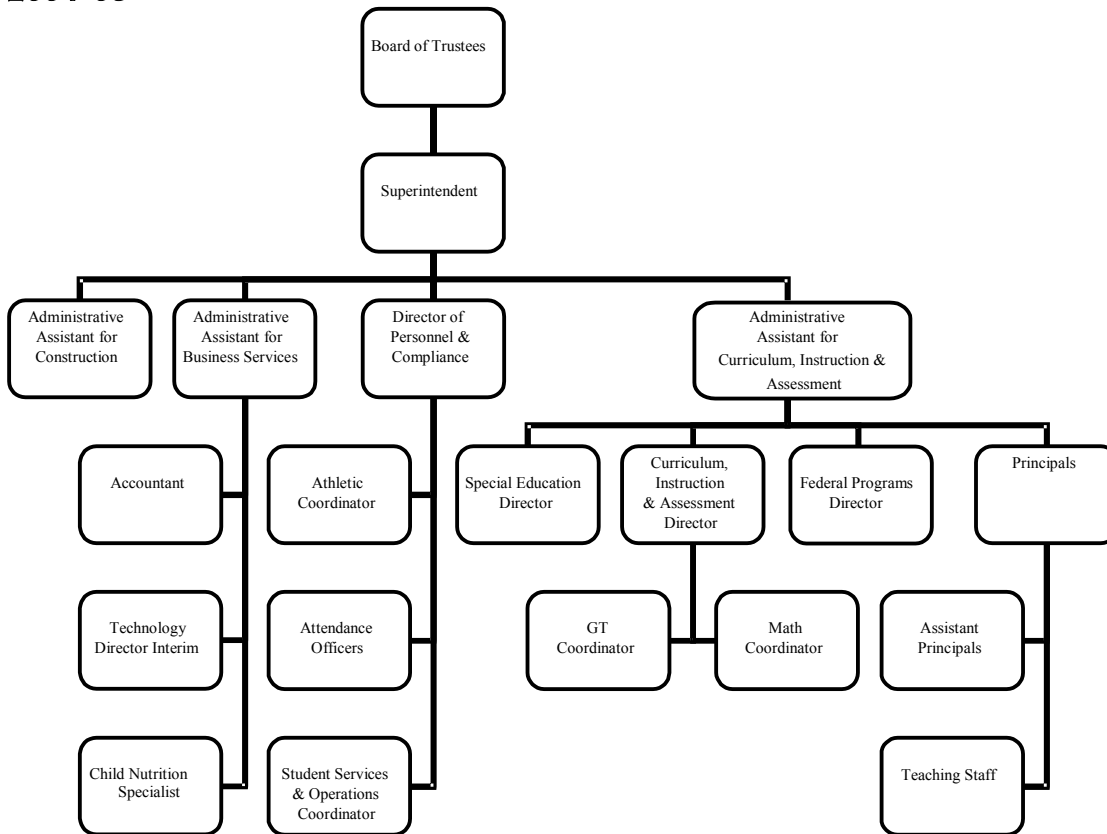 Board of Trustees
Superintendent
Administrative
Assistant for
Construction
Administrative
Assistant for
Business Services
Director of
Personnel &
Compliance
Administrative
Assistant for
Curriculum, Instruction &
Assessment
Accountant
Athletic
Coordinator
Special Education
Director
Curriculum,
Instruction
& Assessment
Director
Federal Programs
Director
Principals
Technology
Director Interim
Attendance
Officers
GT
Coordinator
Math
Coordinator
Assistant
Principals
Child Nutrition
Specialist
Student Services
& Operations
Coordinator
Teaching Staff